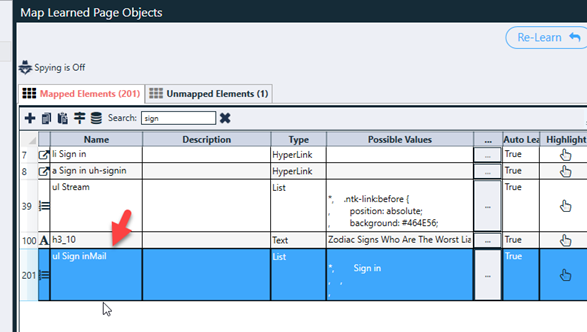 Map Learned Page Objects
Re-Learn
Spying is Off
Mapped Elements (201)
Unmapped Elements (1)
Search: sign
Name Description Type Possible Values ... Auto Lea Highlight
7 li Sign in HyperLink ... True
8 a Sign in uh-signin HyperLink ... True
39 ul Stream List ... True
*, .ntk-link:before {
, position: absolute;
, background: #464E56;
100 A h3_10 Text Zodiac Signs Who Are The Worst Lia ... True
201 ul Sign inMail List ... True
*, Sign in
, ,
,